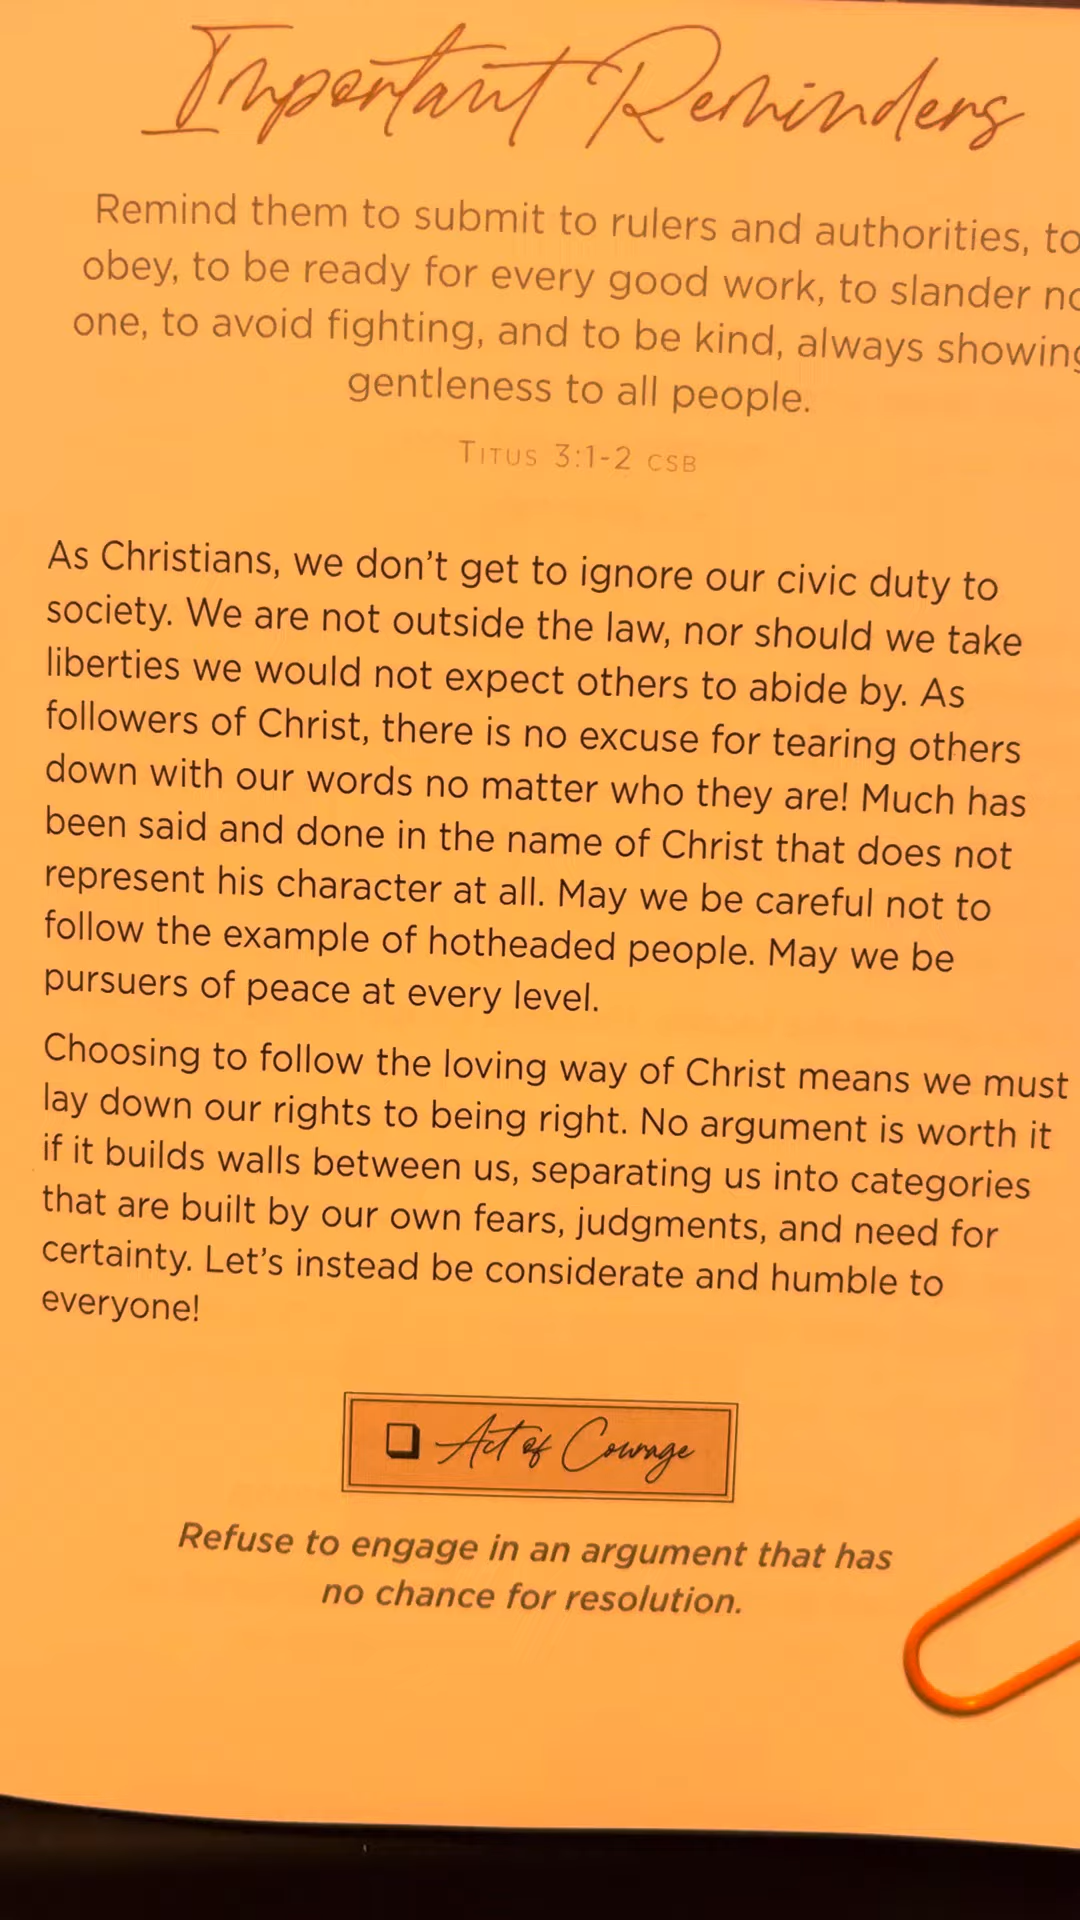 Important Reminders
Remind them to submit to rulers and authorities, to
obey, to be ready for every good work, to slander no
one, to avoid fighting, and to be kind, always showing
gentleness to all people.
Titus 3:1-2 CSB
As Christians, we don't get to ignore our civic duty to
society. We are not outside the law, nor should we take
liberties we would not expect others to abide by. As
followers of Christ, there is no excuse for tearing others
down with our words no matter who they are! Much has
been said and done in the name of Christ that does not
represent his character at all. May we be careful not to
follow the example of hotheaded people. May we be
pursuers of peace at every level.
Choosing to follow the loving way of Christ means we must
lay down our rights to being right. No argument is worth it
if it builds walls between us, separating us into categories
that are built by our own fears, judgments, and need for
certainty. Let's instead be considerate and humble to
everyone!
❑ Act of Courage
Refuse to engage in an argument that has
no chance for resolution.